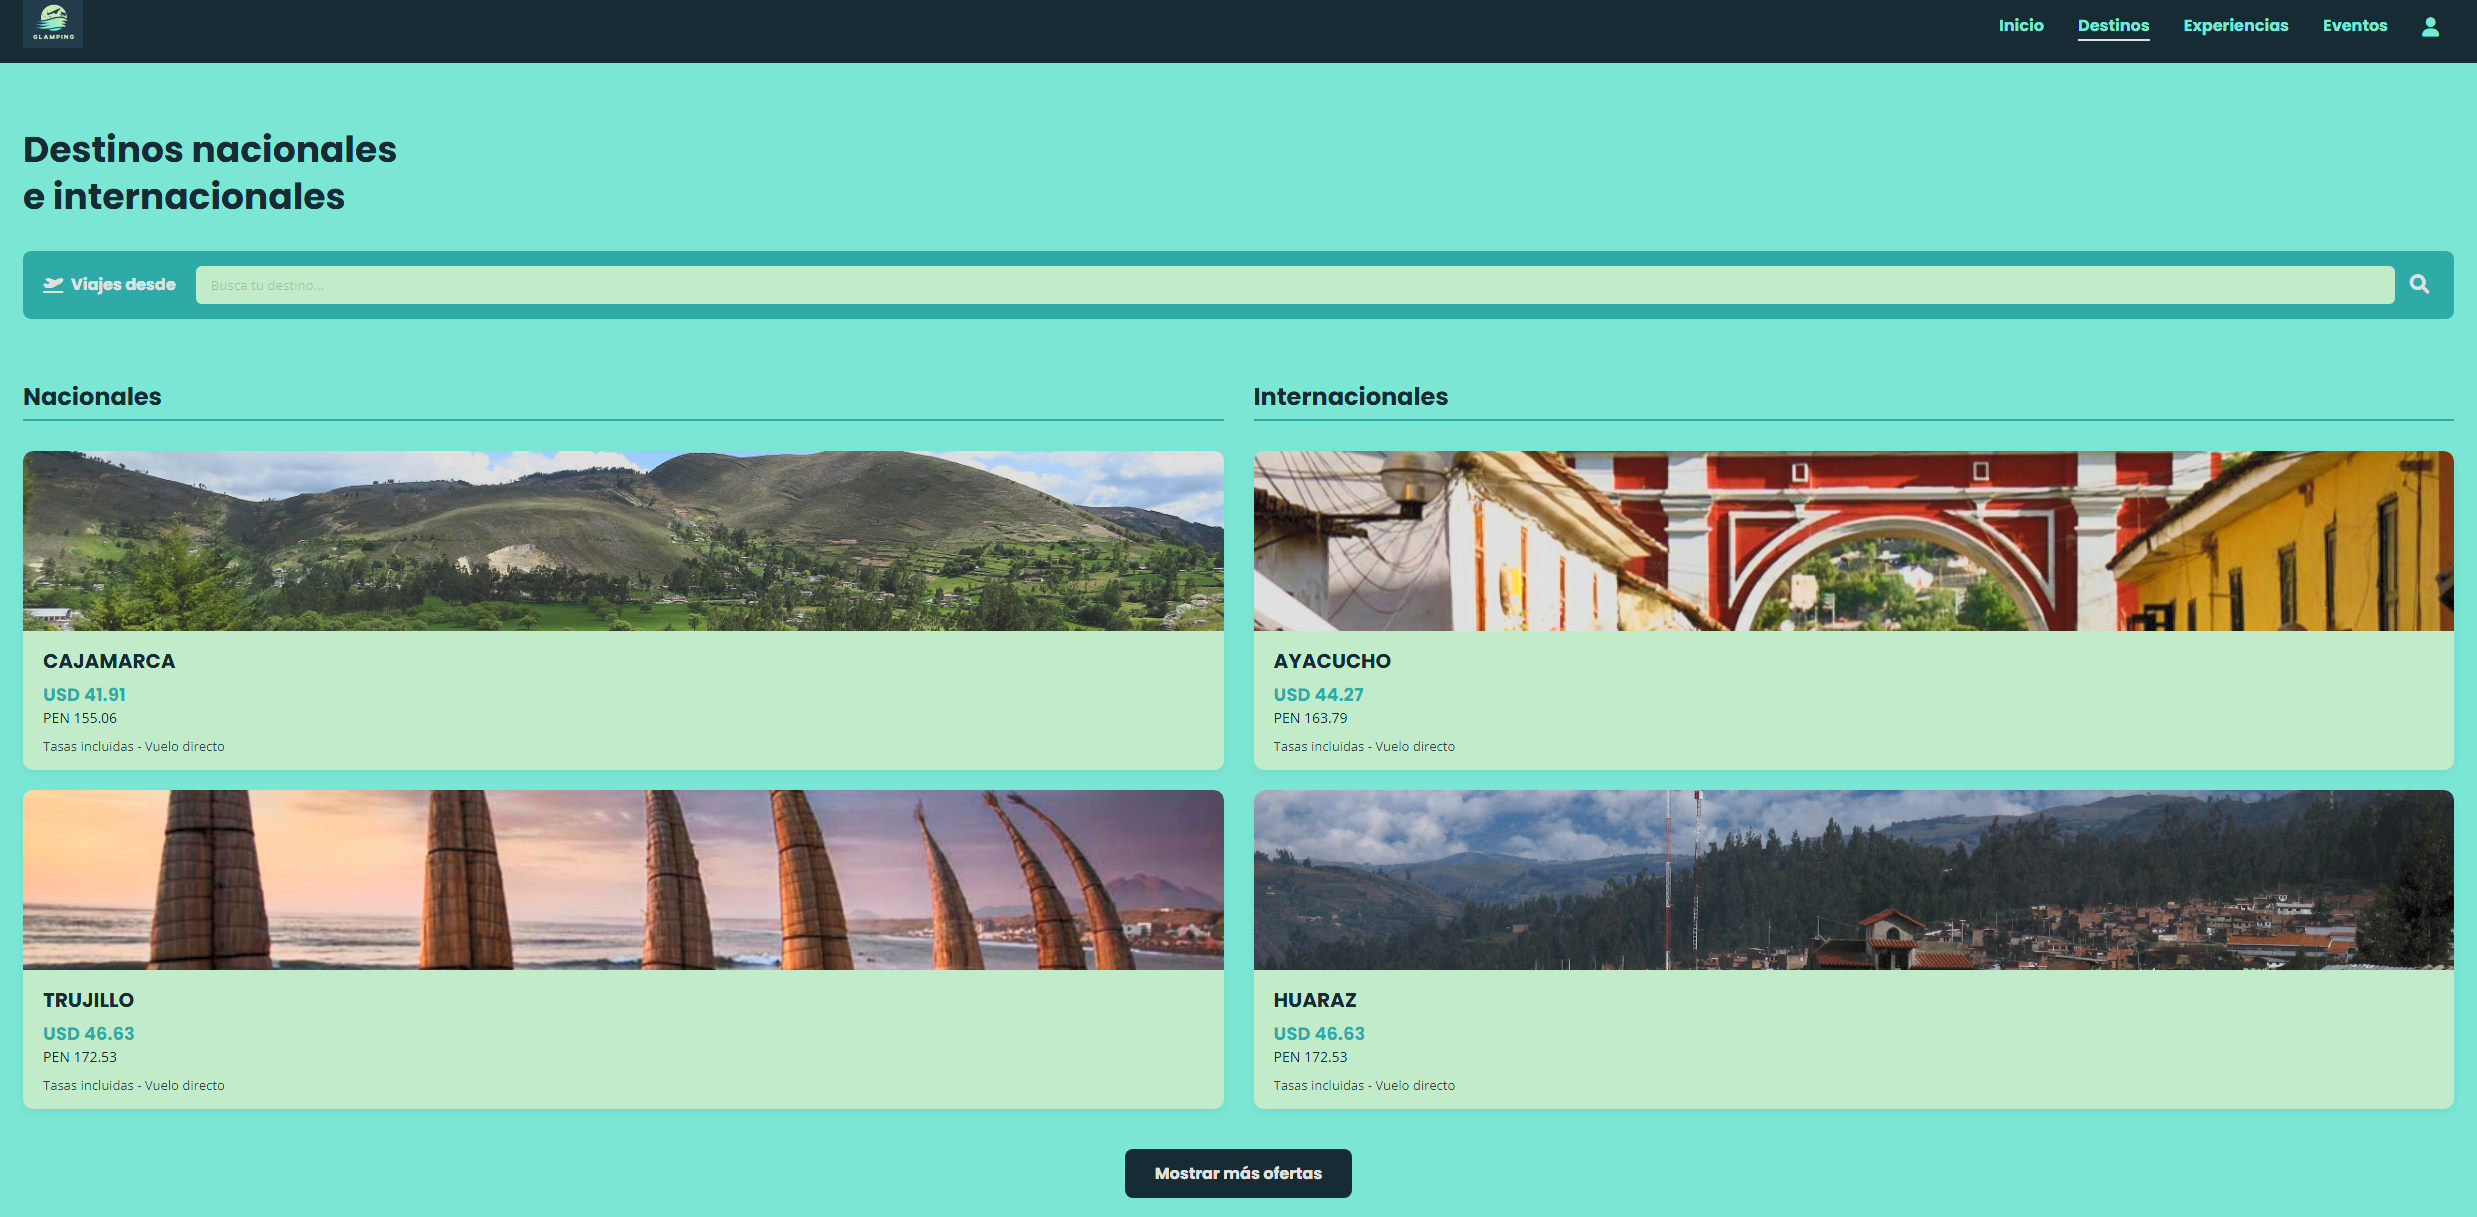 GLAMPING
Inicio
Destinos
Experiencias
Eventos
Destinos nacionales
e internacionales
Viajes desde
Busca tu destino...
Nacionales
CAJAMARCA
USD 41.91
PEN 155.06
Tasas incluidas - Vuelo directo
TRUJILLO
USD 46.63
PEN 172.53
Tasas incluidas - Vuelo directo
Internacionales
AYACUCHO
USD 44.27
PEN 163.79
Tasas incluidas - Vuelo directo
HUARAZ
USD 46.63
PEN 172.53
Tasas incluidas - Vuelo directo
Mostrar más ofertas